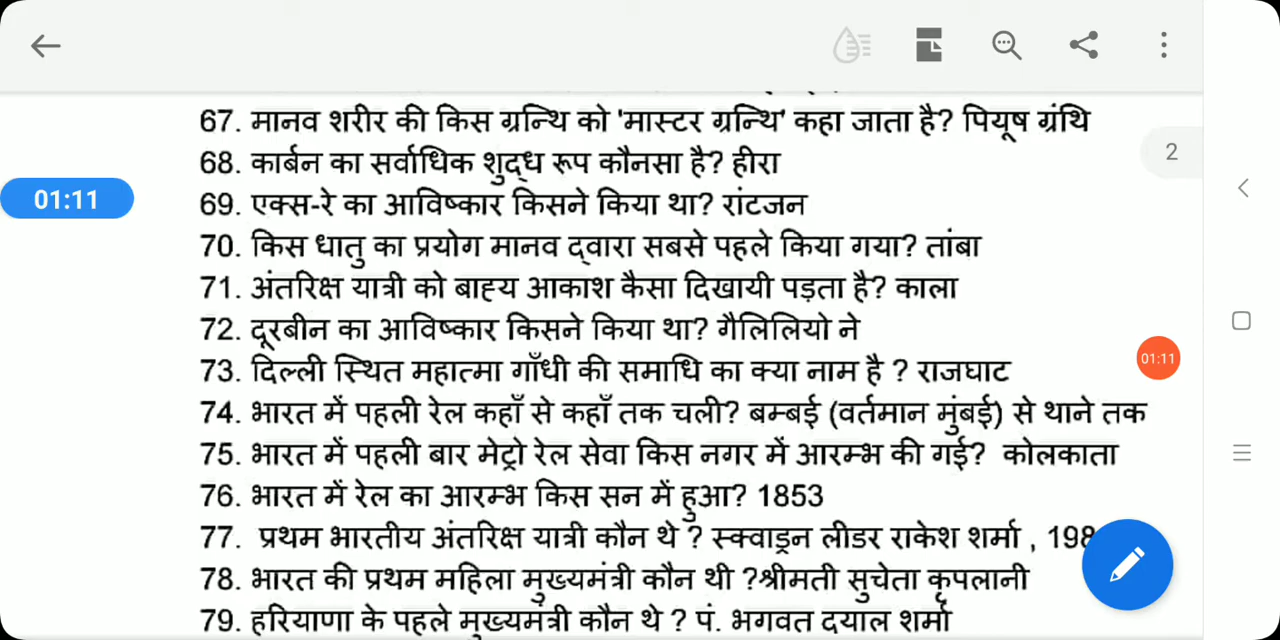 2
01:11
67. मानव शरीर की किस ग्रन्थि को 'मास्टर ग्रन्थि' कहा जाता है? पियूष ग्रंथि
68. कार्बन का सर्वाधिक शुद्ध रूप कौनसा है? हीरा
69. एक्स-रे का आविष्कार किसने किया था? रांटजन
70. किस धातु का प्रयोग मानव द्वारा सबसे पहले किया गया? तांबा
71. अंतरिक्ष यात्री को बाह्य आकाश कैसा दिखायी पड़ता है? काला
72. दूरबीन का आविष्कार किसने किया था? गैलिलियो ने
01:11
73. दिल्ली स्थित महात्मा गाँधी की समाधि का क्या नाम है ? राजघाट
74. भारत में पहली रेल कहाँ से कहाँ तक चली? बम्बई (वर्तमान मुंबई) से थाने तक
75. भारत में पहली बार मेट्रो रेल सेवा किस नगर में आरम्भ की गई? कोलकाता
76. भारत में रेल का आरम्भ किस सन में हुआ? 1853
77. प्रथम भारतीय अंतरिक्ष यात्री कौन थे ? स्क्वाड्रन लीडर राकेश शर्मा , 198
78. भारत की प्रथम महिला मुख्यमंत्री कौन थी ?श्रीमती सुचेता कृपलानी
79. हरियाणा के पहले मुख्यमंत्री कौन थे ? पं. भगवत दयाल शर्मा